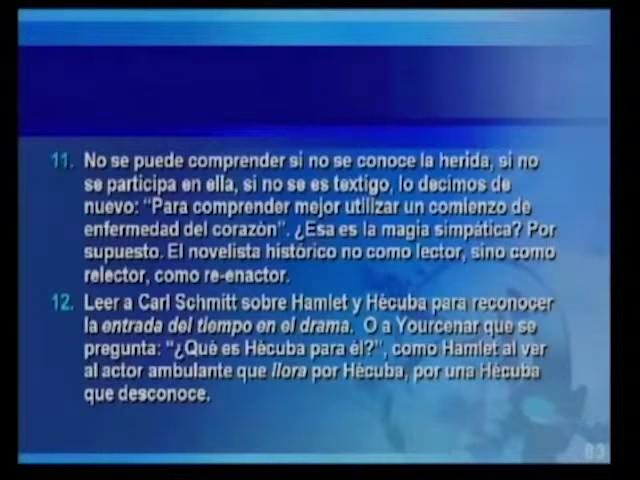 11. No se puede comprender si no se conoce la herida, si no
se participa en ella, si no se es textigo, lo decimos de
nuevo: “Para comprender mejor utilizar un comienzo de
enfermedad del corazón”. ¿Esa es la magia simpática? Por
supuesto. El novelista histórico no como lector, sino como
relector, como re-enactor.
12. Leer a Carl Schmitt sobre Hamlet y Hécuba para reconocer
la entrada del tiempo en el drama. O a Yourcenar que se
pregunta: “¿Qué es Hécuba para él?”, como Hamlet al ver
al actor ambulante que llora por Hécuba, por una Hécuba
que desconoce.